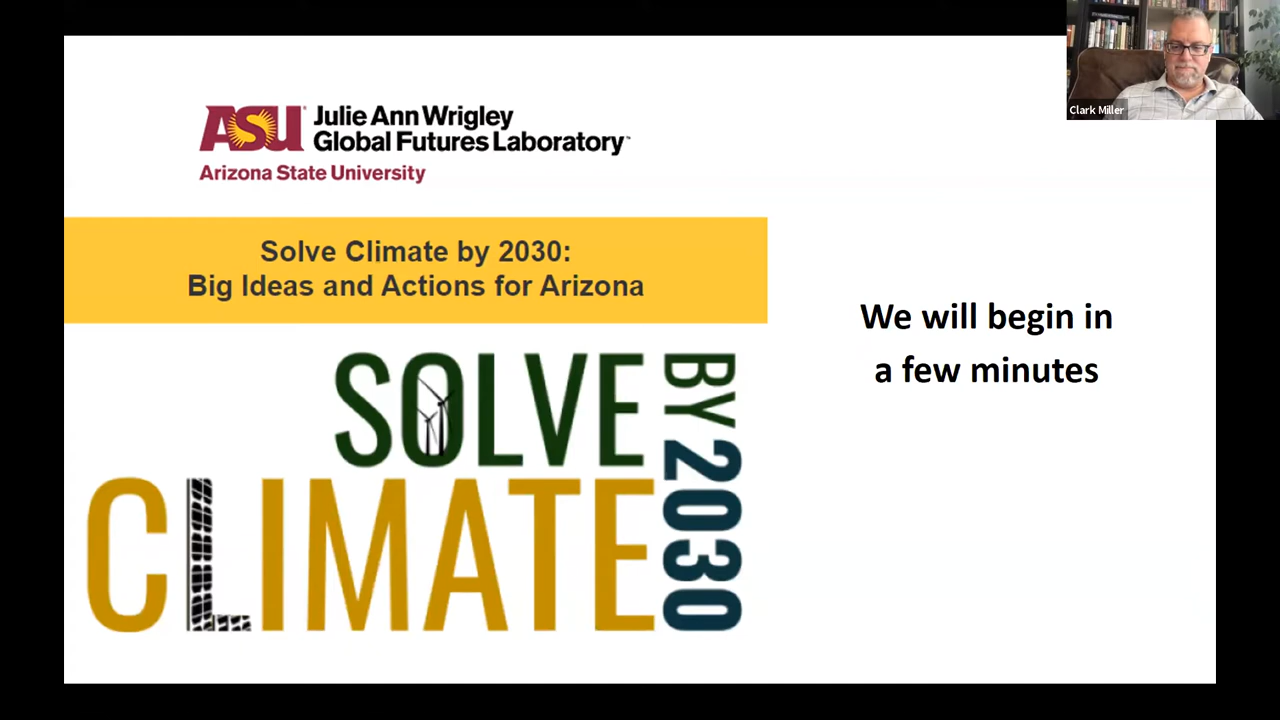 ASU Julie Ann Wrigley
Global Futures Laboratory™
Arizona State University
Solve Climate by 2030:
Big Ideas and Actions for Arizona
SOLVE
CLIMATE
BY 2030
We will begin in
a few minutes
Clark Miller